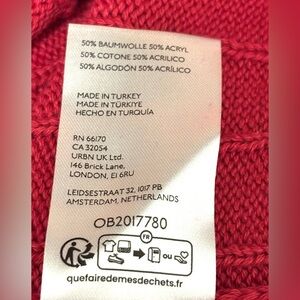 50% BAUMWOLLE 50% ACRYL
50% COTONE 50% ACRILICO
50% ALGODÓN 50% ACRÍLICO
MADE IN TURKEY
MADE IN TÜRKIYE
HECHO EN TURQUÍA
RN 66170
CA 32054
URBN UK Ltd.
146 Brick Lane,
LONDON, E1 6RU
LEIDSESTRAAT 32, 1017 PB
AMSTERDAM, NETHERLANDS
OB2017780
FR
OU
quefairedemesdechets.fr